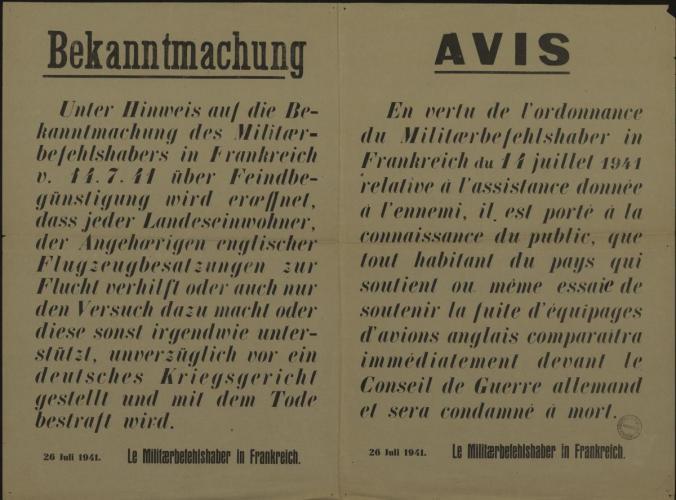 Bekanntmachung
Unter Hinweis auf die Be-
kanntmachung des Militær-
befehlshabers in Frankreich
v. 14.7.41 über Feindbe-
günstigung wird erœffnet,
dass jeder Landeseinwohner,
der Angehœrigen englischer
Flugzeugbesatzungen zur
Flucht verhilft oder auch nur
den Versuch dazu macht oder
diese sonst irgendwie unter-
stützt, unverzüglich vor ein
deutsches Kriegsgericht
gestellt und mit dem Tode
bestraft wird.
26 Juli 1941.
Le Militærbefehlshaber in Frankreich.
AVIS
En vertu de l'ordonnance
du Militærbefehlshaber in
Frankreich du 14 juillet 1941
relative à l'assistance donnée
à l'ennemi, il est porté à la
connaissance du public, que
tout habitant du pays qui
soutient ou même essaie de
soutenir la fuite d'équipages
d'avions anglais comparaîtra
immédiatement devant le
Conseil de Guerre allemand
et sera condamné à mort.
26 Juli 1941.
Le Militærbefehlshaber in Frankreich.